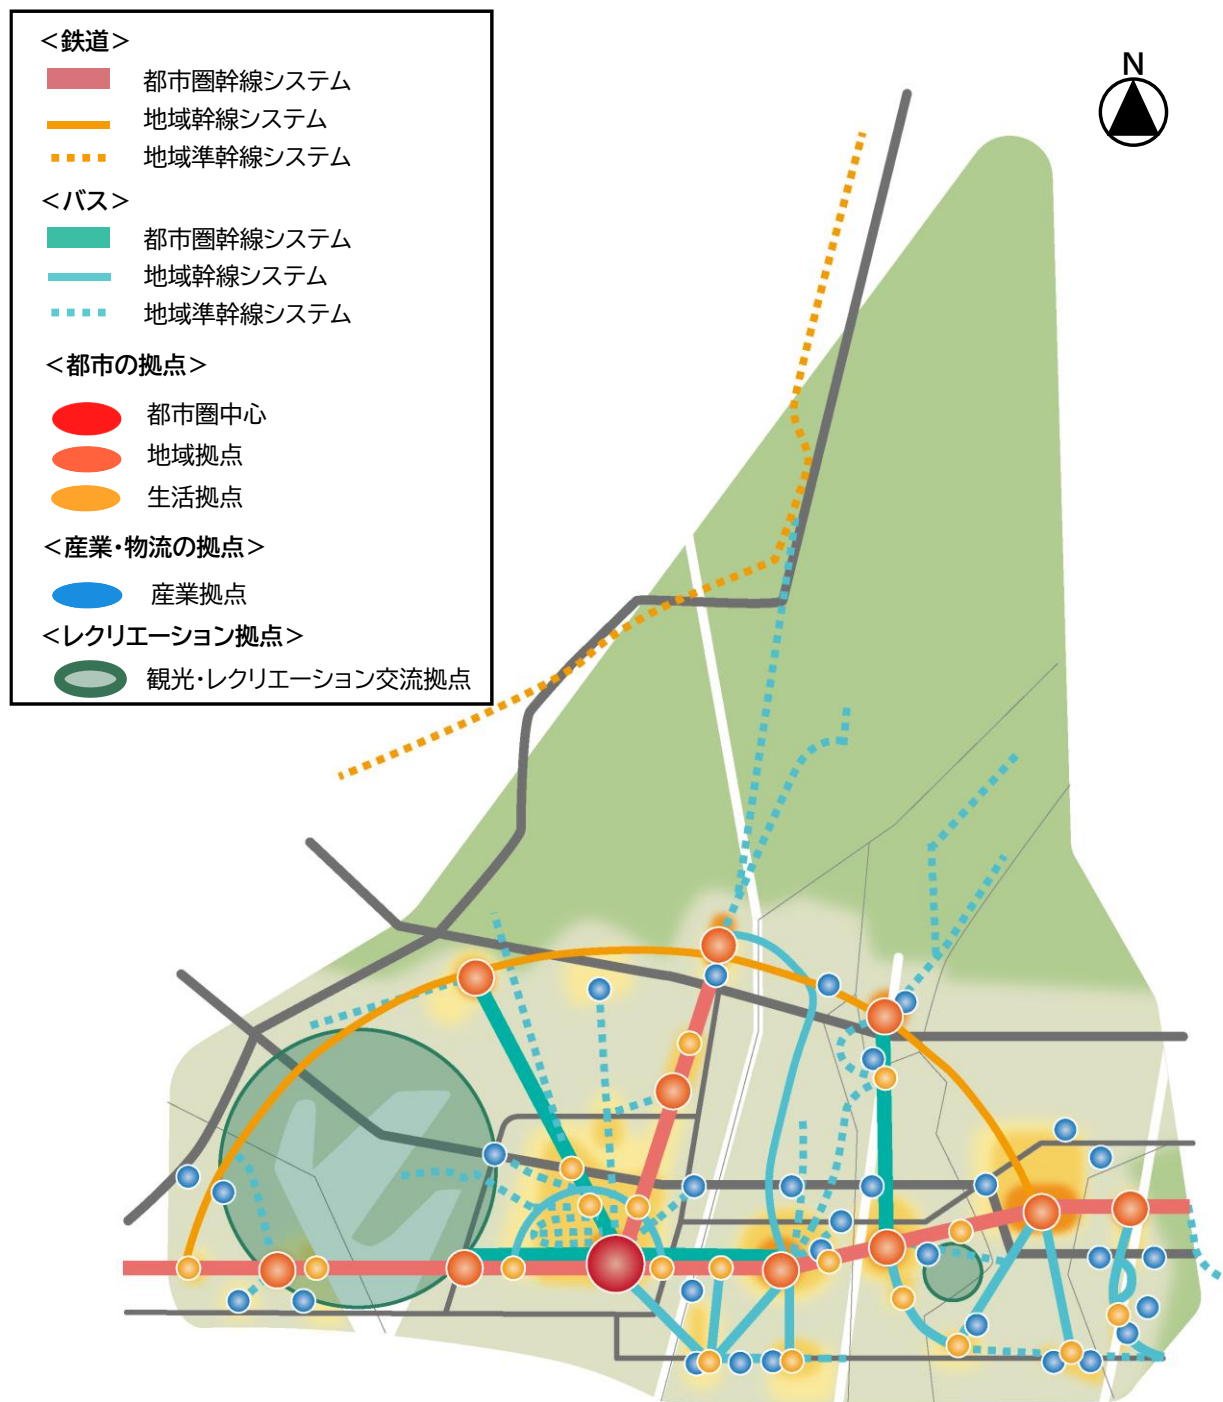 <鉄道>
都市圏幹線システム
地域幹線システム
地域準幹線システム
<バス>
都市圏幹線システム
地域幹線システム
地域準幹線システム
<都市の拠点>
都市圏中心
地域拠点
生活拠点
<産業・物流の拠点>
産業拠点
<レクリエーション拠点>
観光・レクリエーション交流拠点
N